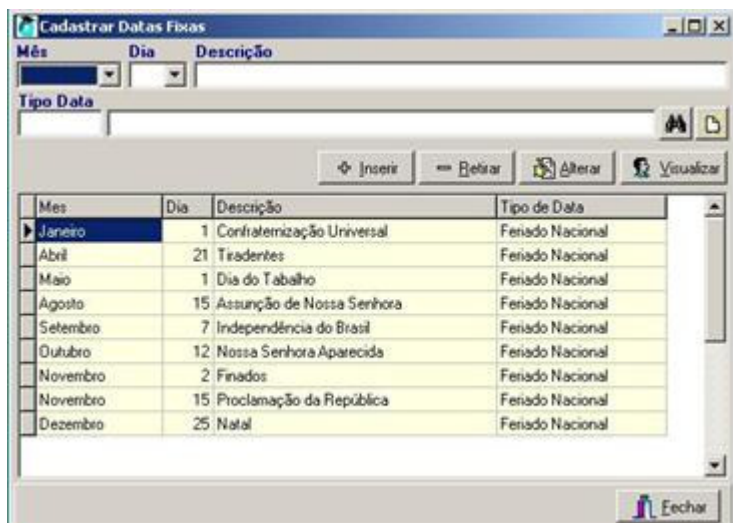 Cadastrar Datas Fixas
Mês Dia Descrição
Tipo Data
Inserir Retirar Alterar Visualizar
Mes Dia Descrição Tipo de Data
Janeiro 1 Confraternização Universal Feriado Nacional
Abril 21 Tiradentes Feriado Nacional
Maio 1 Dia do Tabalho Feriado Nacional
Agosto 15 Assunção de Nossa Senhora Feriado Nacional
Setembro 7 Independência do Brasil Feriado Nacional
Outubro 12 Nossa Senhora Aparecida Feriado Nacional
Novembro 2 Finados Feriado Nacional
Novembro 15 Proclamação da República Feriado Nacional
Dezembro 25 Natal Feriado Nacional
Fechar